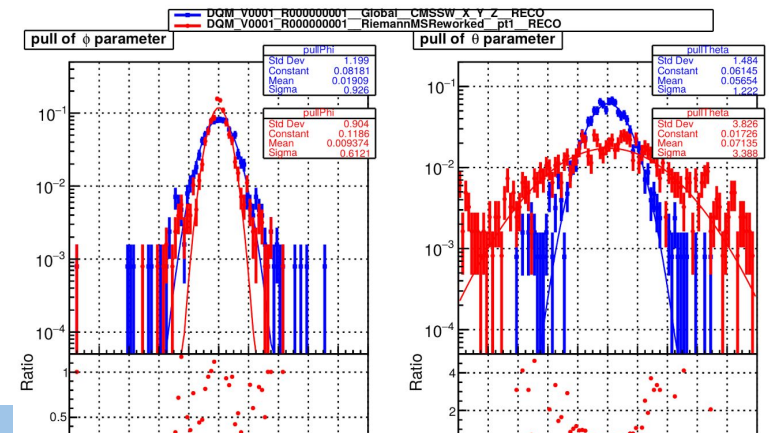 DQM_V0001_R000000001__Global__CMSSW_X_Y_Z__RECO
DQM_V0001_R000000001__RiemannMSReworked__pt1__RECO
pull of ϕ parameter
pullPhi
Std Dev 1.199
Constant 0.08181
Mean 0.01909
Sigma 0.926
pullPhi
Std Dev 0.904
Constant 0.1186
Mean 0.009374
Sigma 0.6121
10⁻¹
10⁻²
10⁻³
10⁻⁴
Ratio
1
0.5
pull of θ parameter
pullTheta
Std Dev 1.484
Constant 0.06145
Mean 0.05654
Sigma 1.222
pullTheta
Std Dev 3.826
Constant 0.01726
Mean 0.07135
Sigma 3.388
10⁻¹
10⁻²
10⁻³
10⁻⁴
Ratio
4
2